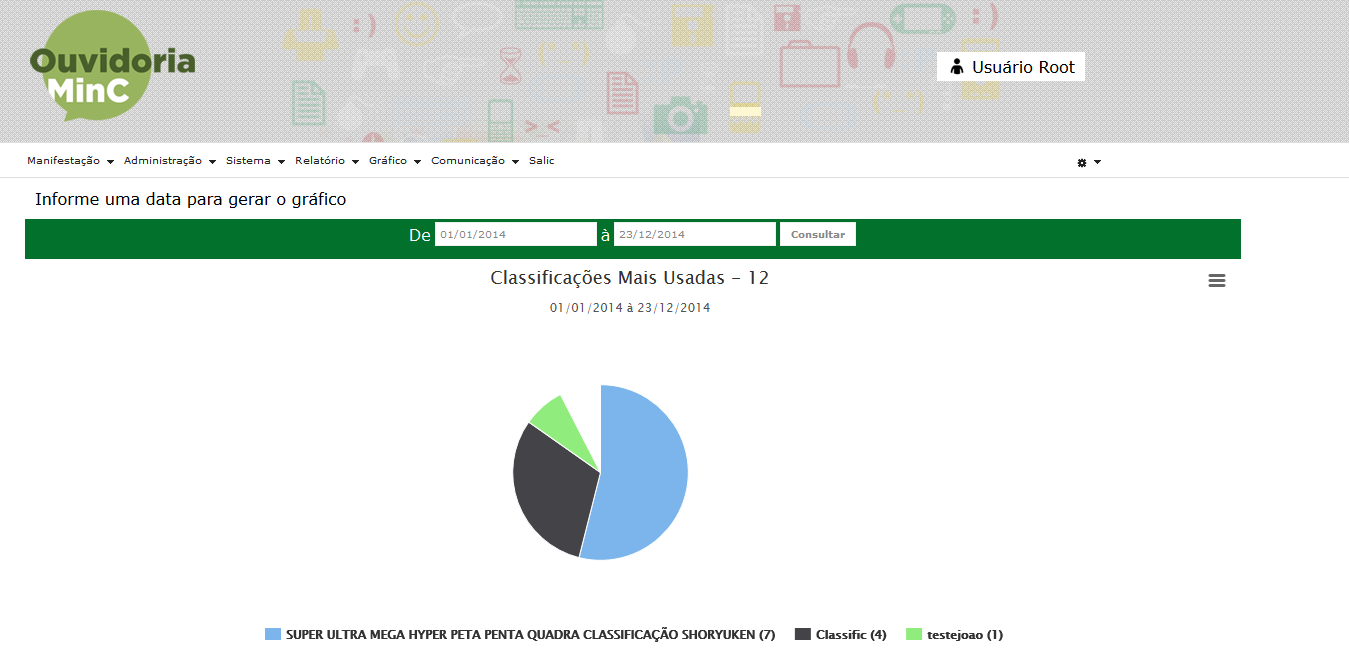 Ouvidoria
MinC
Usuário Root
Manifestação Administração Sistema Relatório Gráfico Comunicação Salic
Informe uma data para gerar o gráfico
De 01/01/2014 à 23/12/2014 Consultar
Classificações Mais Usadas - 12
01/01/2014 à 23/12/2014
SUPER ULTRA MEGA HYPER PETA PENTA QUADRA CLASSIFICAÇÃO SHORYUKEN (7) Classific (4) testejoao (1)